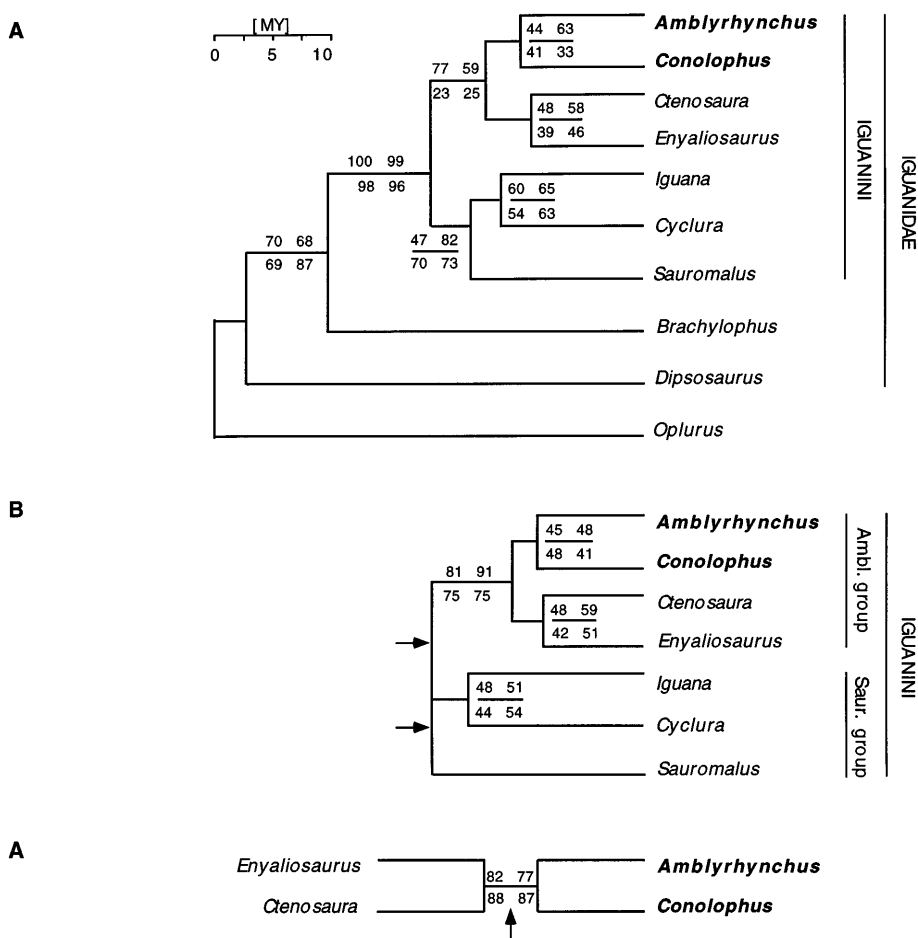 A
[MY]
0 5 10
44 63
41 33
Amblyrhynchus
Conolophus
77 59
23 25
48 58
39 46
Ctenosaura
Enyaliosaurus
100 99
98 96
60 65
54 63
Iguana
Cyclura
47 82
70 73
Sauromalus
70 68
69 87
Brachylophus
Dipsosaurus
Oplurus
IGUANINI
IGUANIDAE
B
45 48
48 41
Amblyrhynchus
Conolophus
81 91
75 75
48 59
42 51
Ctenosaura
Enyaliosaurus
48 51
44 54
Iguana
Cyclura
Sauromalus
Ambl. group
Saur. group
IGUANINI
A
Enyaliosaurus
Ctenosaura
82 77
88 87
Amblyrhynchus
Conolophus